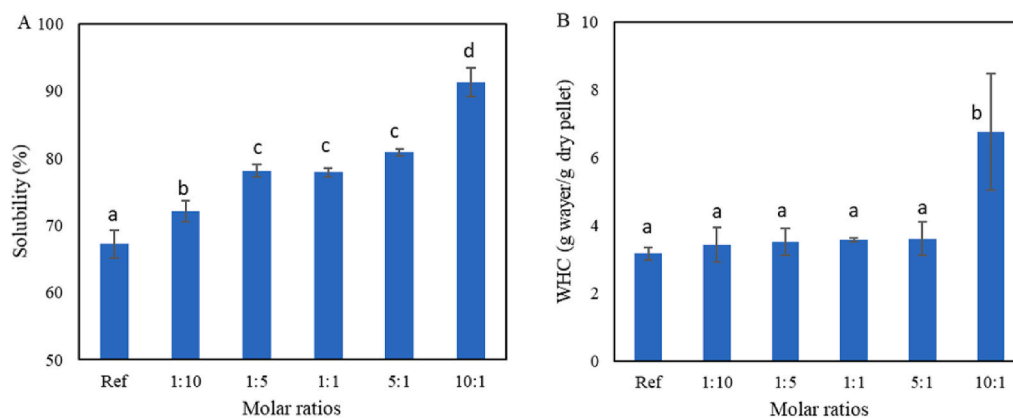 A
Solubility (%)
100
90
80
70
60
50
a
b
c
c
c
d
Ref 1:10 1:5 1:1 5:1 10:1
Molar ratios
B
WHC (g wayer/g dry pellet)
10
8
6
4
2
0
a
a
a
a
a
b
Ref 1:10 1:5 1:1 5:1 10:1
Molar ratios